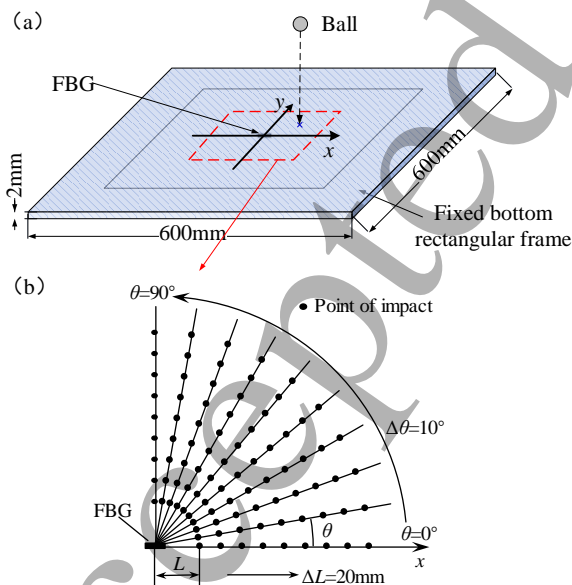 (a)
Ball
FBG
y
x
2mm
600mm
600mm
Fixed bottom
rectangular frame
(b)
θ=90°
Point of impact
Δθ=10°
FBG
θ
θ=0°
x
L
ΔL=20mm
cepted